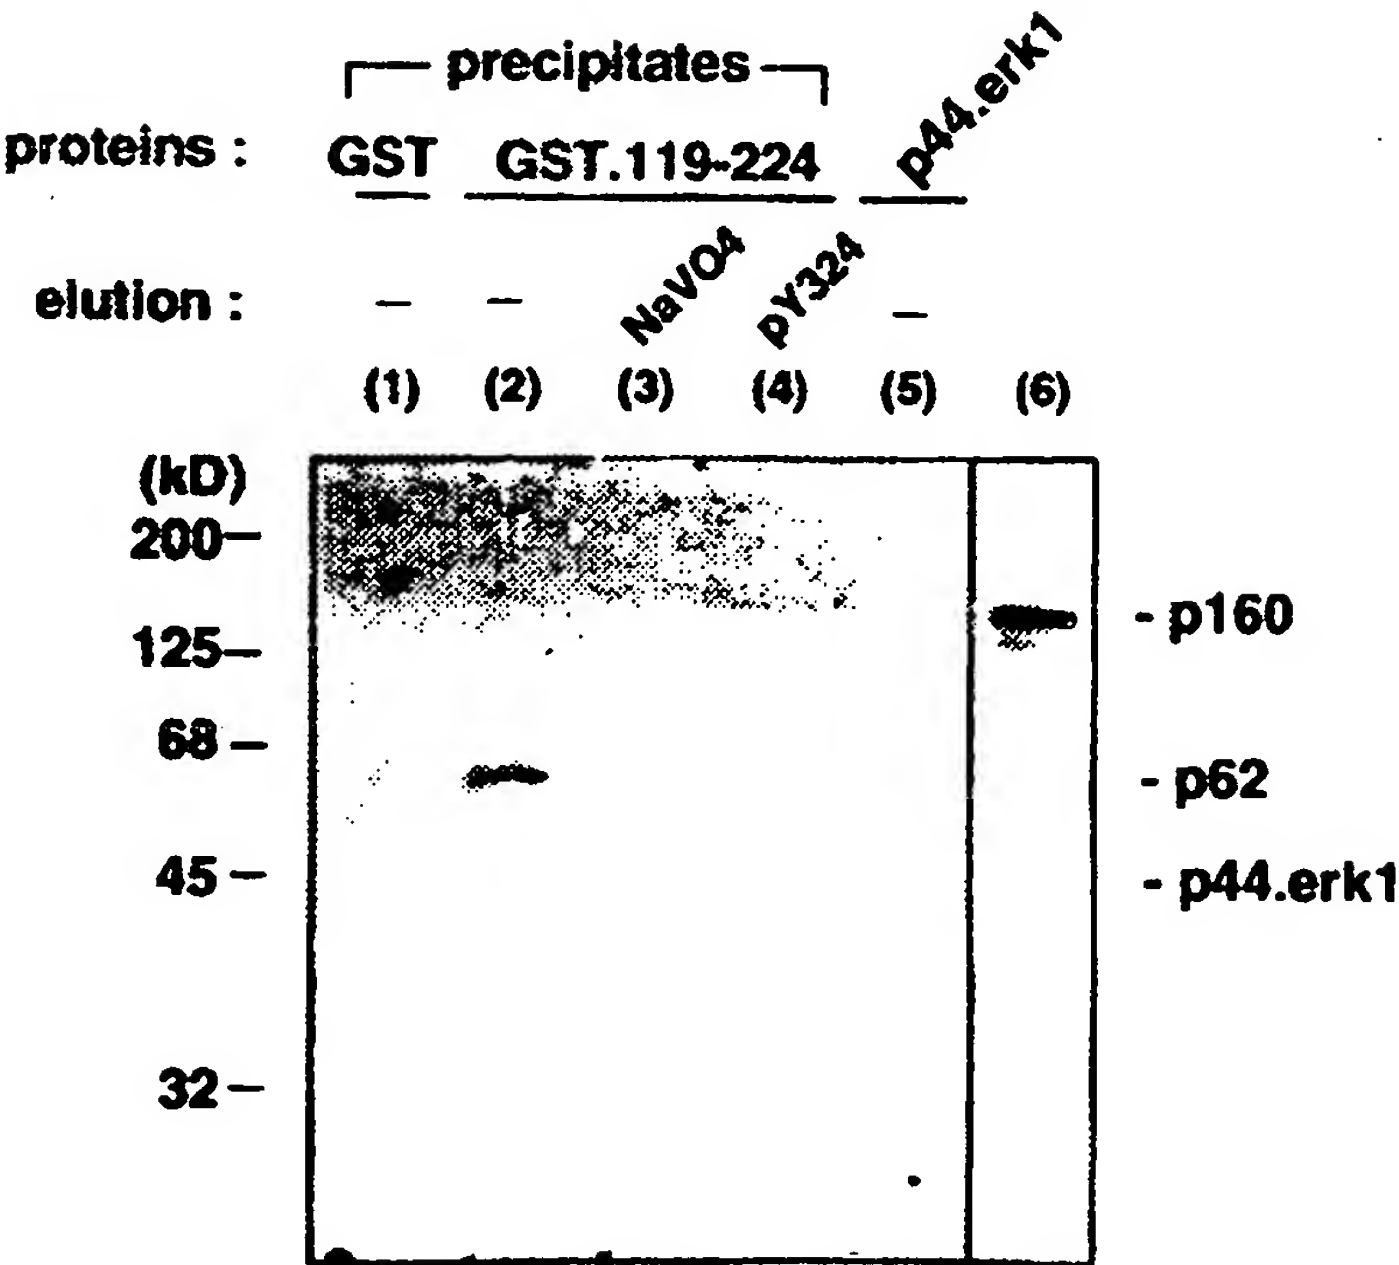 precipitates
proteins : GST GST.119-224 p44.erk1
elution : – – NaVO4 pY324 –
(1) (2) (3) (4) (5) (6)
(kD)
200–
125–
68 –
45 –
32 –
- p160
- p62
- p44.erk1